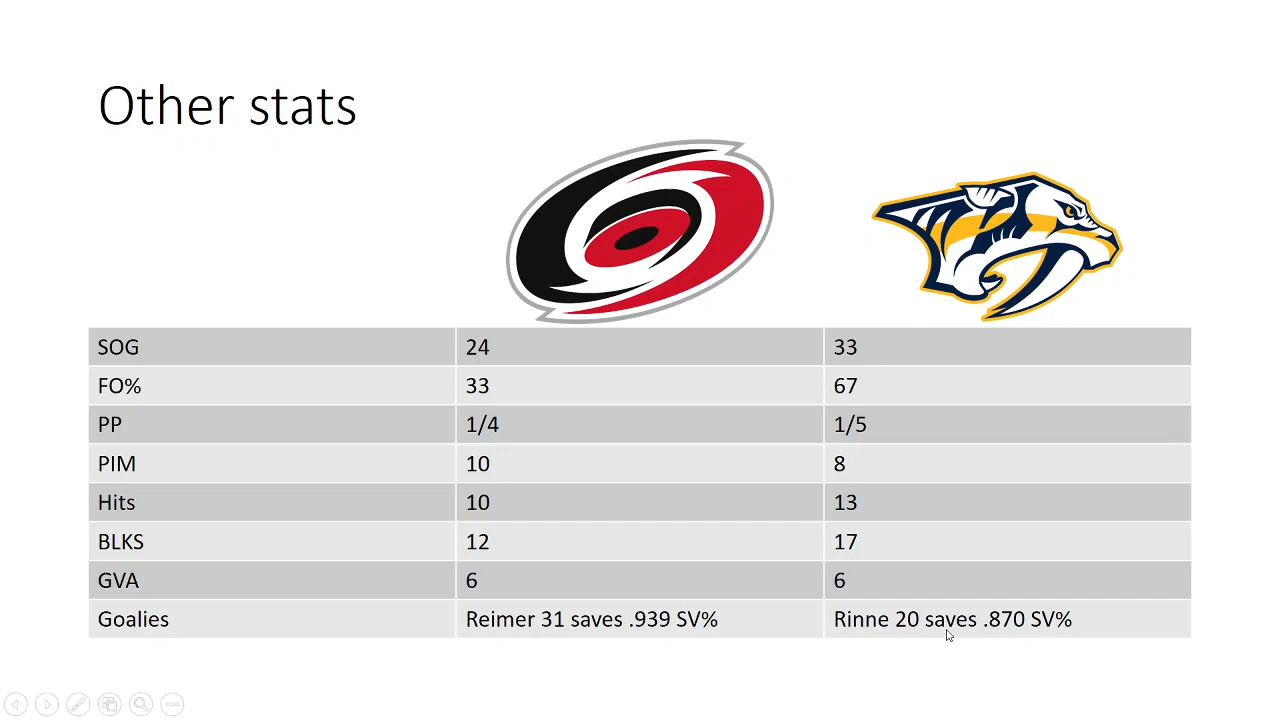 Other stats
SOG 24 33
FO% 33 67
PP 1/4 1/5
PIM 10 8
Hits 10 13
BLKS 12 17
GVA 6 6
Goalies Reimer 31 saves .939 SV% Rinne 20 saves .870 SV%